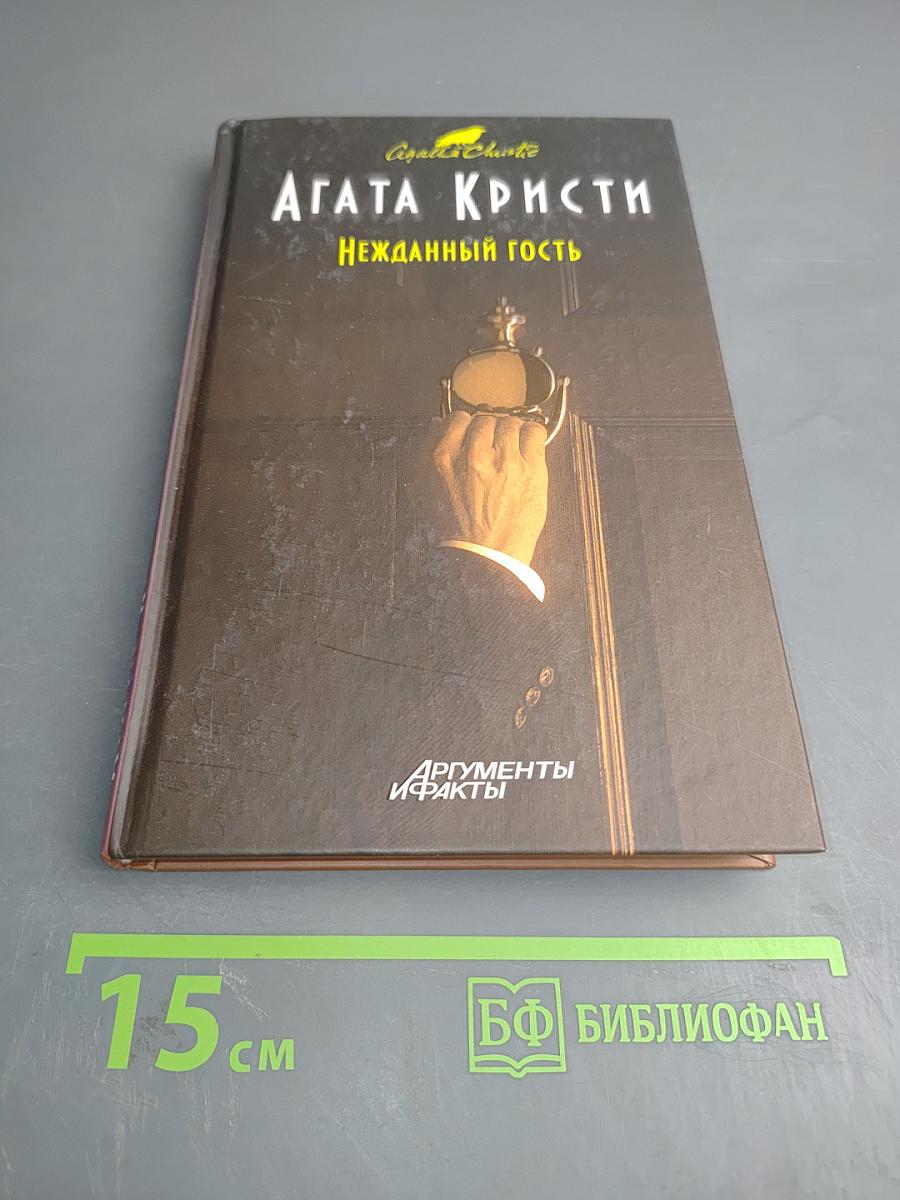 Agatha Christie
АГАТА КРИСТИ
НЕЖДАННЫЙ ГОСТЬ
АРГУМЕНТЫ
И ФАКТЫ
15 см
БФ БИБЛИОФАН